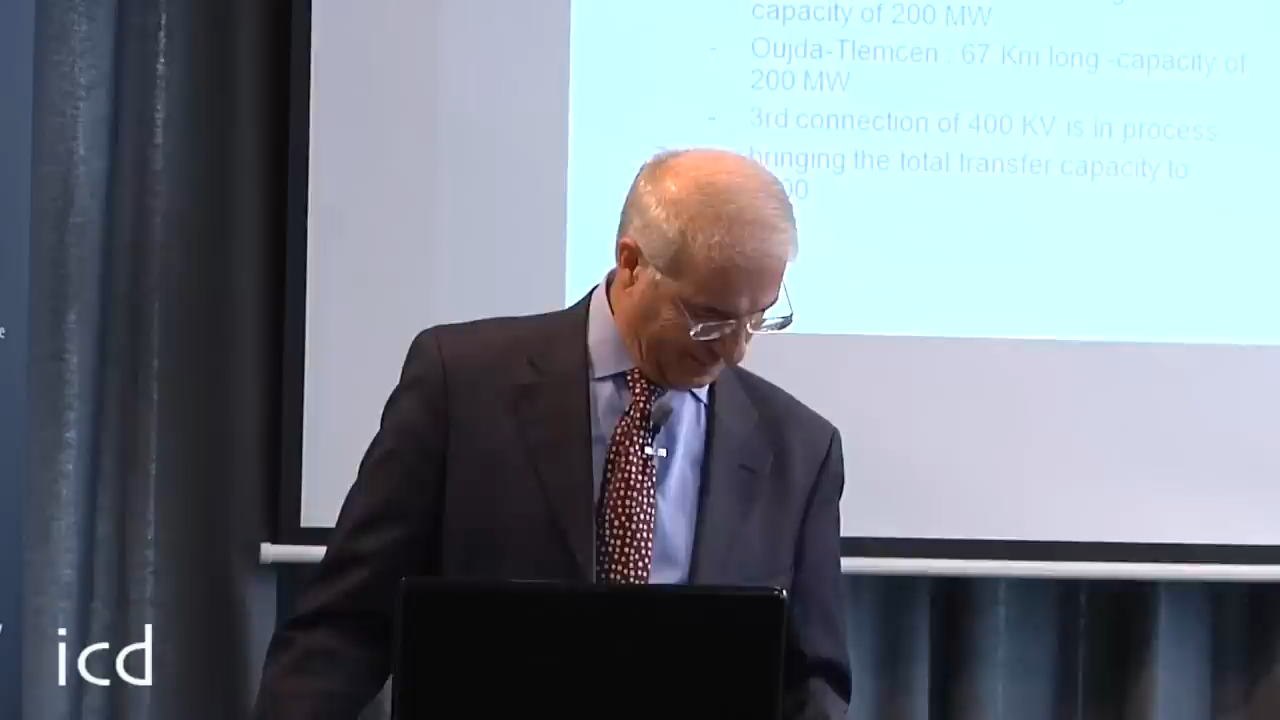 capacity of 200 MW
- Oujda-Tlemcen : 67 Km long -capacity of
200 MW
- 3rd connection of 400 KV is in process
bringing the total transfer capacity to
icd